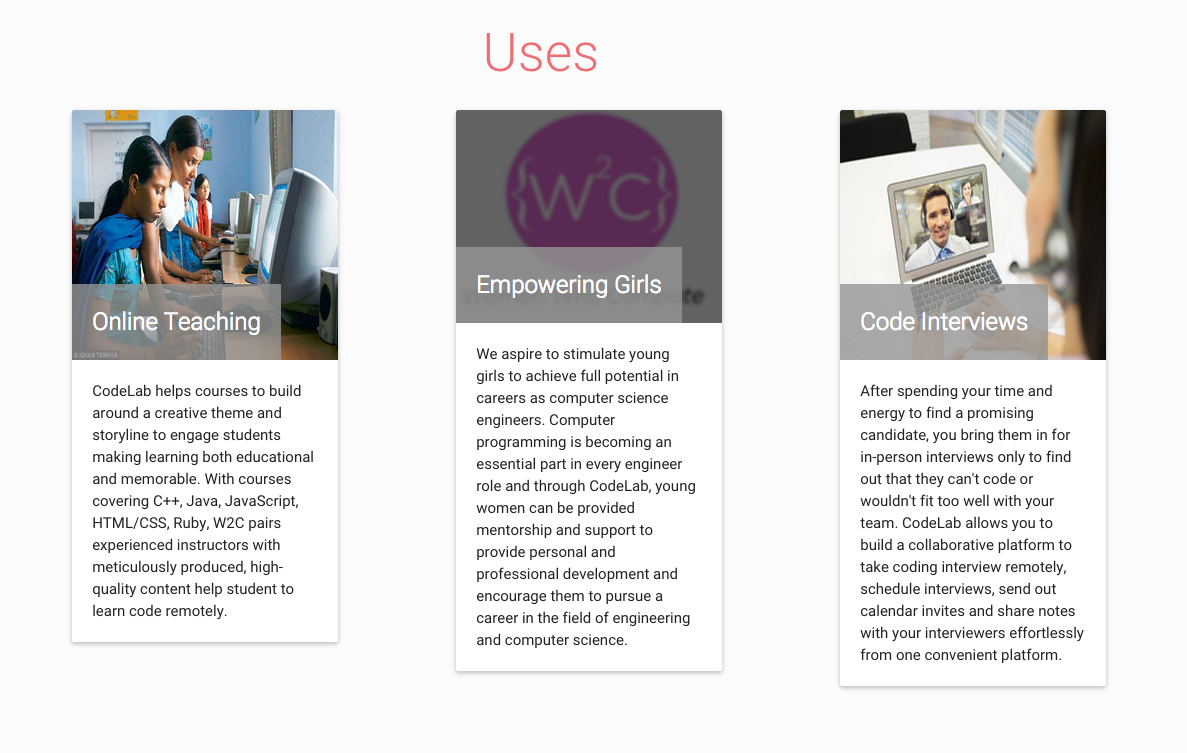 Uses
© ISHAN TANKHA
Online Teaching
CodeLab helps courses to build
around a creative theme and
storyline to engage students
making learning both educational
and memorable. With courses
covering C++, Java, JavaScript,
HTML/CSS, Ruby, W2C pairs
experienced instructors with
meticulously produced, high-
quality content help student to
learn code remotely.
{W²C}
Empowering Girls
We aspire to stimulate young
girls to achieve full potential in
careers as computer science
engineers. Computer
programming is becoming an
essential part in every engineer
role and through CodeLab, young
women can be provided
mentorship and support to
provide personal and
professional development and
encourage them to pursue a
career in the field of engineering
and computer science.
Code Interviews
After spending your time and
energy to find a promising
candidate, you bring them in for
in-person interviews only to find
out that they can't code or
wouldn't fit too well with your
team. CodeLab allows you to
build a collaborative platform to
take coding interview remotely,
schedule interviews, send out
calendar invites and share notes
with your interviewers effortlessly
from one convenient platform.